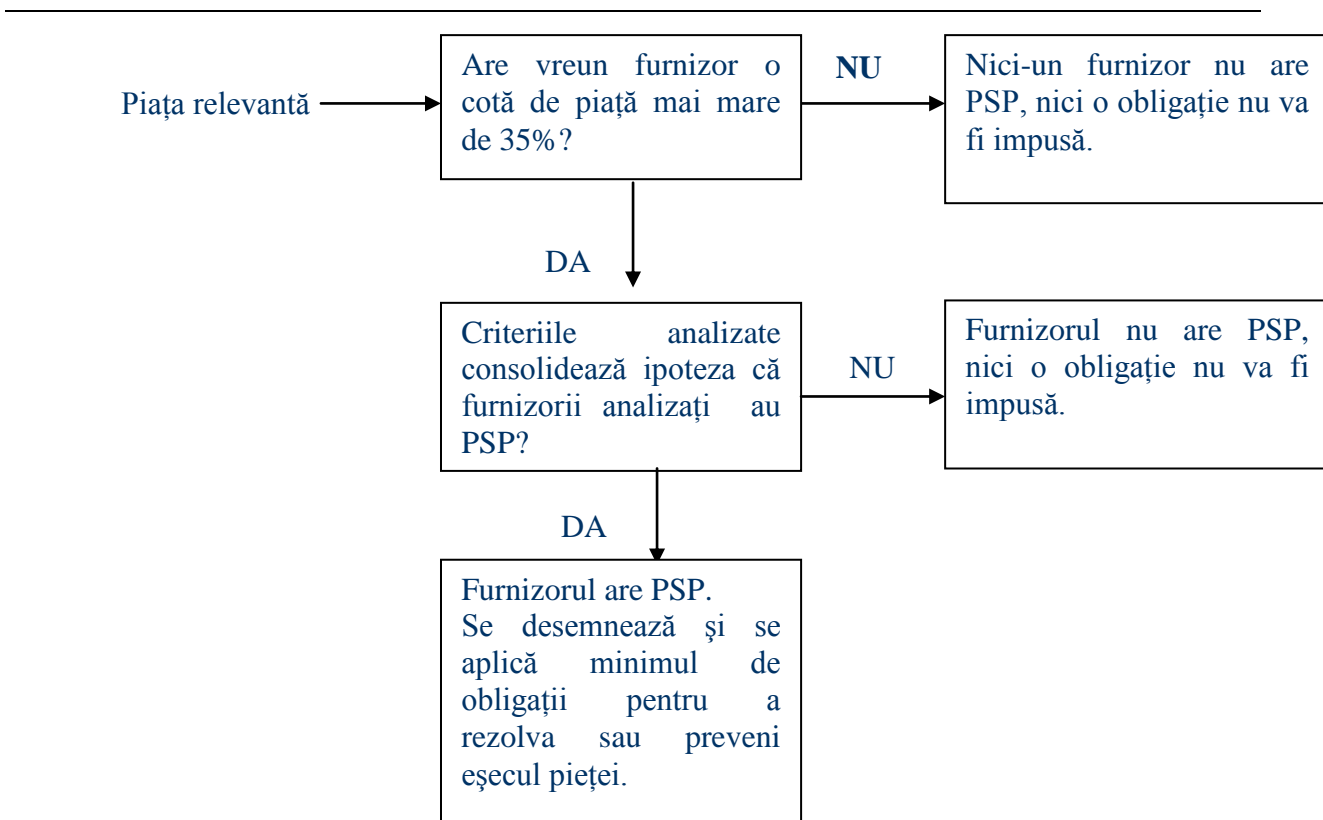 Piața relevantă
Are vreun furnizor o
cotă de piață mai mare
de 35%?
NU
Nici-un furnizor nu are
PSP, nici o obligație nu va
fi impusă.
DA
Criteriile analizate
consolidează ipoteza că
furnizorii analizați au
PSP?
NU
Furnizorul nu are PSP,
nici o obligație nu va fi
impusă.
DA
Furnizorul are PSP.
Se desemnează şi se
aplică minimul de
obligații pentru a
rezolva sau preveni
eşecul pieței.